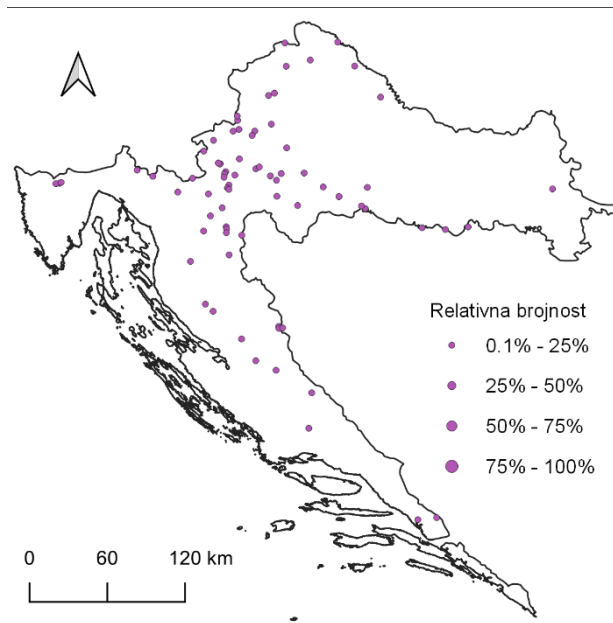 Relativna brojnost
0.1% - 25%
25% - 50%
50% - 75%
75% - 100%
0 60 120 km